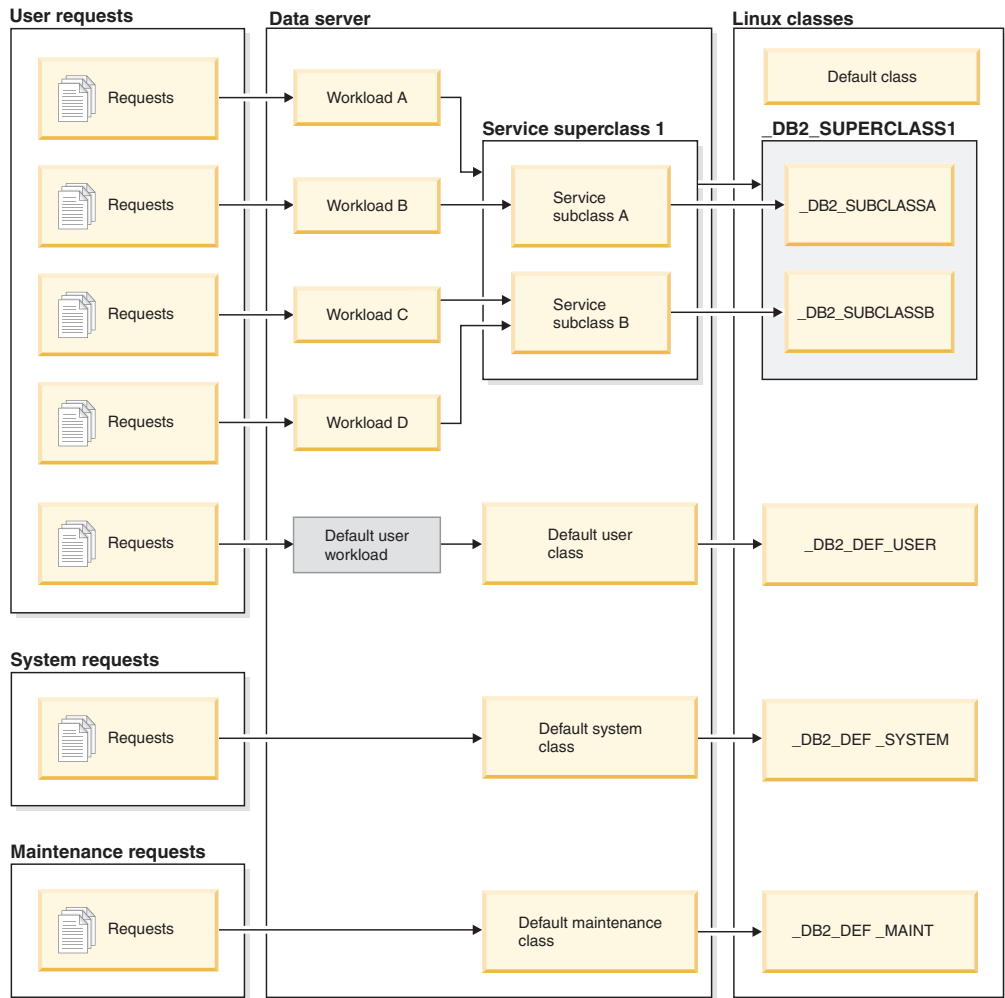 User requests
Data server
Linux classes
Default class
Requests
Workload A
Service superclass 1
_DB2_SUPERCLASS1
Requests
Workload B
Service
subclass A
_DB2_SUBCLASSA
Requests
Workload C
Service
subclass B
_DB2_SUBCLASSB
Requests
Workload D
Requests
Default user
workload
Default user
class
_DB2_DEF_USER
System requests
Requests
Default system
class
_DB2_DEF _SYSTEM
Maintenance requests
Requests
Default maintenance
class
_DB2_DEF _MAINT